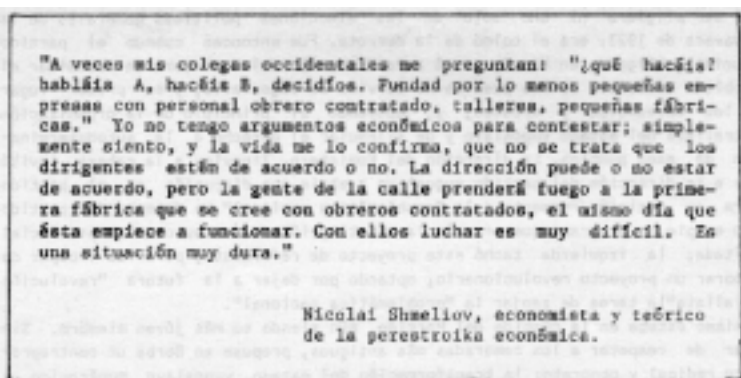 "A veces mis colegas occidentales me preguntan: "¿qué hacéis?
habláis A, hacéis B, decidíos. Fundad por lo menos pequeñas em-
presas con personal obrero contratado, talleres, pequeñas fábri-
cas" Yo no tengo argumentos económicos para contestar; simple-
mente siento, y la vida me lo confirma, que no se trata que los
dirigentes estén de acuerdo o no. La dirección puede o no estar
de acuerdo, pero la gente de la calle prenderá fuego a la prime-
ra fábrica que se cree con obreros contratados, el mismo día que
ésta empiece a funcionar. Con ellos luchar es muy difícil. Es
una situación muy dura."
Nicolai Shmeliov, economista y teórico
de la perestroika económica.